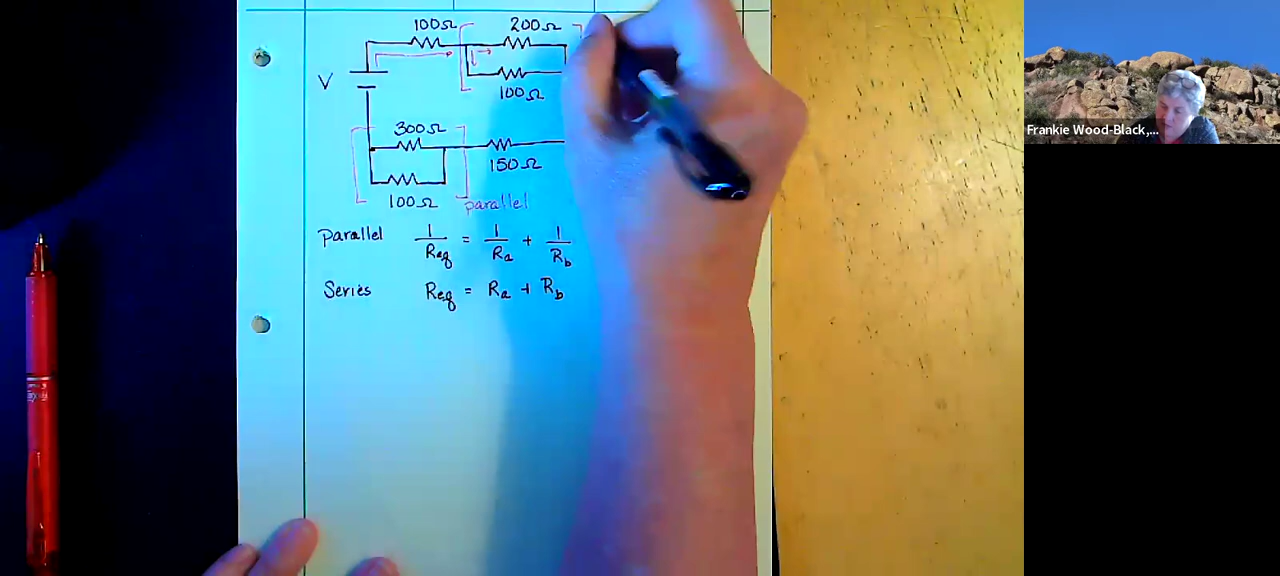 100Ω 200Ω
V
100Ω
300Ω
150Ω
100Ω parallel
Parallel 1/Req = 1/Ra + 1/Rb
Series Req = Ra + Rb
Frankie Wood-Black,...